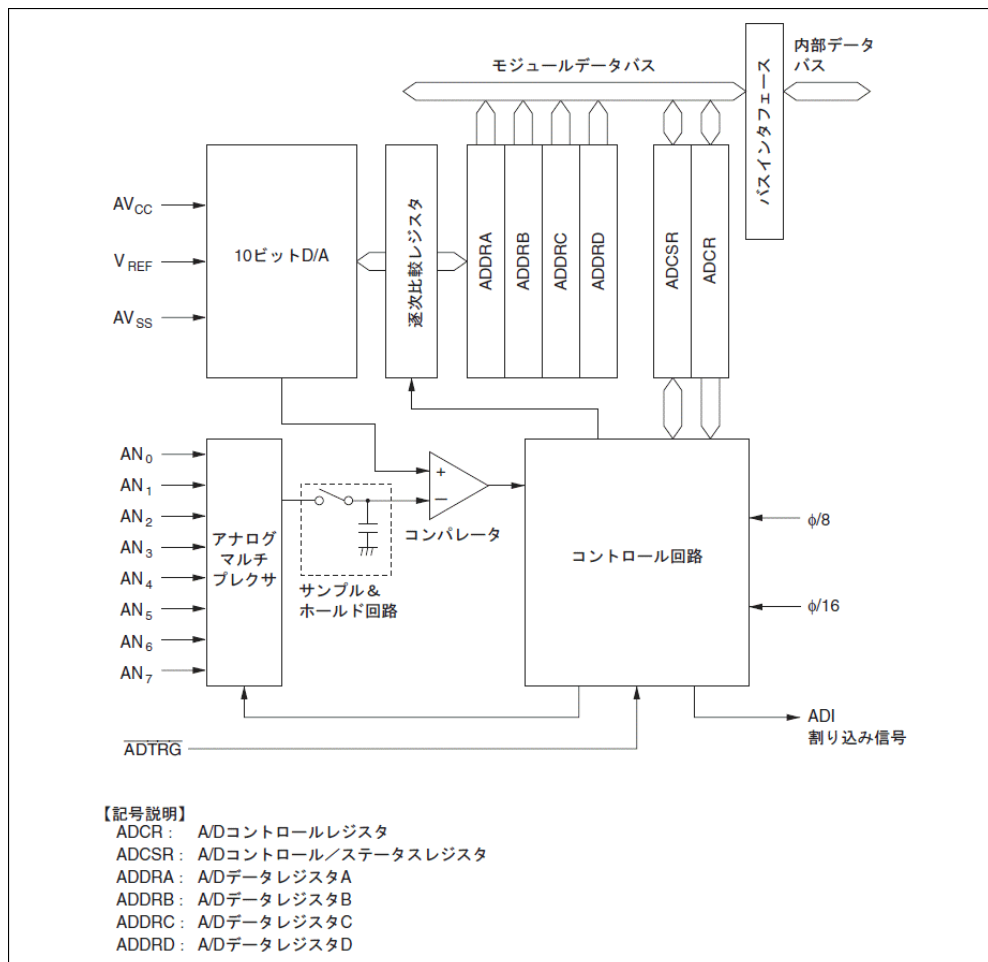 モジュールデータバス
内部データ
バス
バスインタフェース
AVCC
VREF
AVSS
10ビットD/A
逐次比較レジスタ
ADDRA
ADDRB
ADDRC
ADDRD
ADCSR
ADCR
AN0
AN1
AN2
AN3
AN4
AN5
AN6
AN7
アナログ
マルチ
プレクサ
サンプル＆
ホールド回路
+
−
コンパレータ
コントロール回路
φ/8
φ/16
ADTRG
ADI
割り込み信号
【記号説明】
ADCR： A/Dコントロールレジスタ
ADCSR： A/Dコントロール／ステータスレジスタ
ADDRA： A/DデータレジスタA
ADDRB： A/DデータレジスタB
ADDRC： A/DデータレジスタC
ADDRD： A/DデータレジスタD